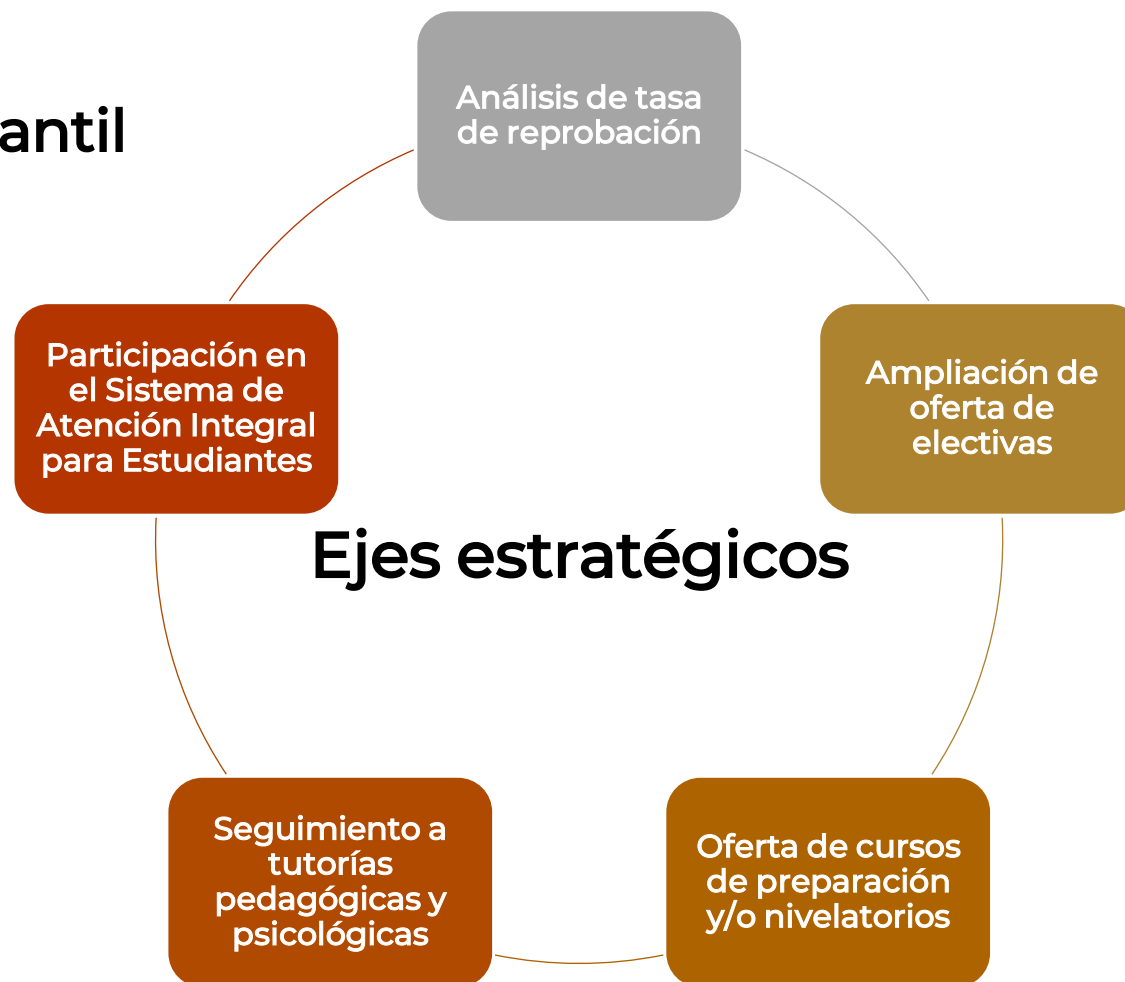 antil
Análisis de tasa
de reprobación
Ampliación de
oferta de
electivas
Oferta de cursos
de preparación
y/o nivelatorios
Seguimiento a
tutorías
pedagógicas y
psicológicas
Participación en
el Sistema de
Atención Integral
para Estudiantes
Ejes estratégicos